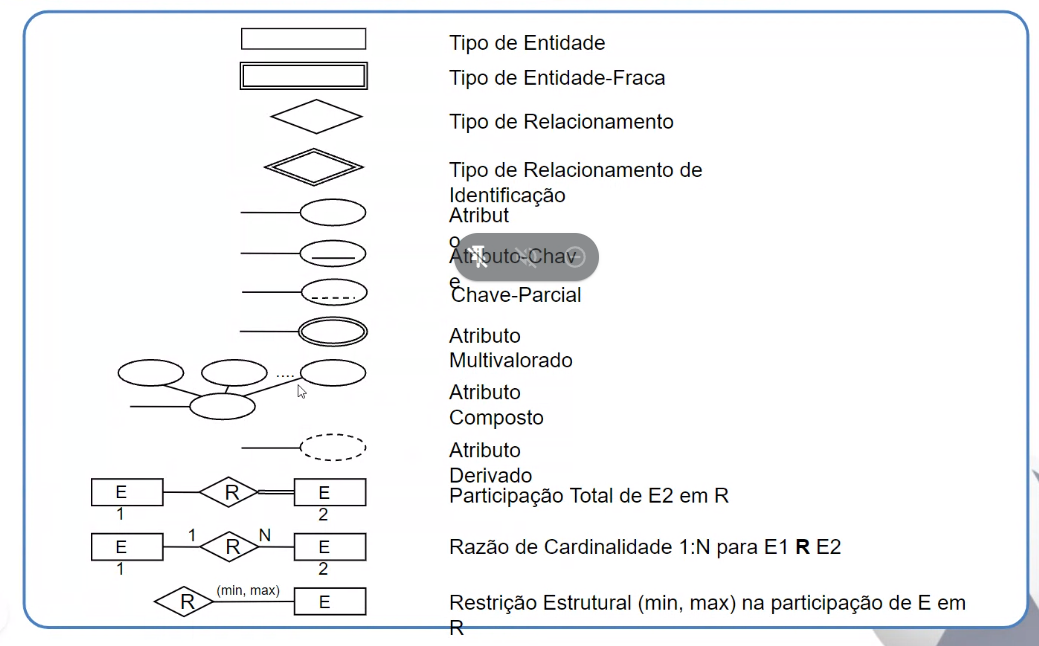 Tipo de Entidade
Tipo de Entidade-Fraca
Tipo de Relacionamento
Tipo de Relacionamento de
Identificação
Atribut
o
Atributo-Chav
e
Chave-Parcial
Atributo
Multivalorado
....
Atributo
Composto
Atributo
Derivado
E
1
R
E
2
Participação Total de E2 em R
E
1
1
R
N
E
2
Razão de Cardinalidade 1:N para E1 R E2
R
(min, max)
E
Restrição Estrutural (min, max) na participação de E em
R